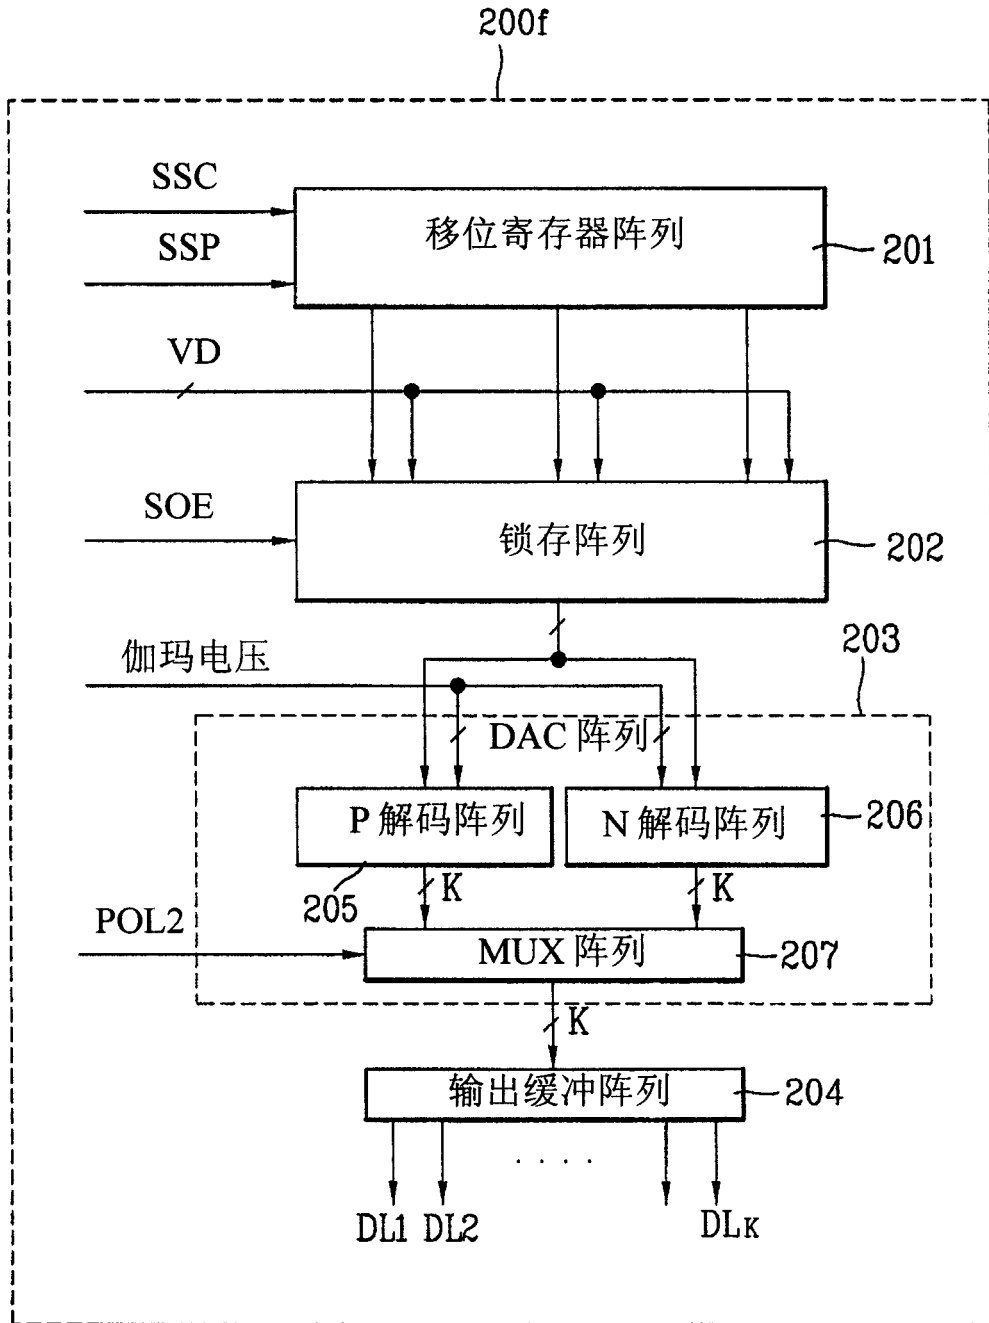 200f
SSC
移位寄存器阵列
201
SSP
VD
SOE
锁存阵列
202
伽玛电压
203
DAC 阵列
P 解码阵列
N 解码阵列
206
205
K
K
POL2
MUX 阵列
207
K
输出缓冲阵列
204
. . . .
DL1
DL2
DLK